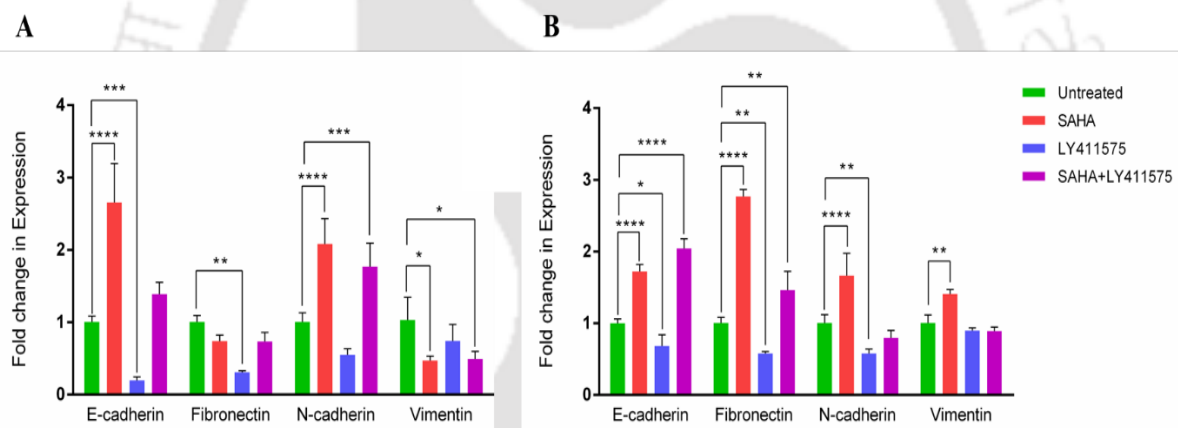 A
B
Fold change in Expression
4
3
2
1
0
***
****
**
***
****
*
*
E-cadherin
Fibronectin
N-cadherin
Vimentin
Fold change in Expression
4
3
2
1
0
****
*
****
**
**
****
**
****
**
E-cadherin
Fibronectin
N-cadherin
Vimentin
Untreated
SAHA
LY411575
SAHA+LY411575